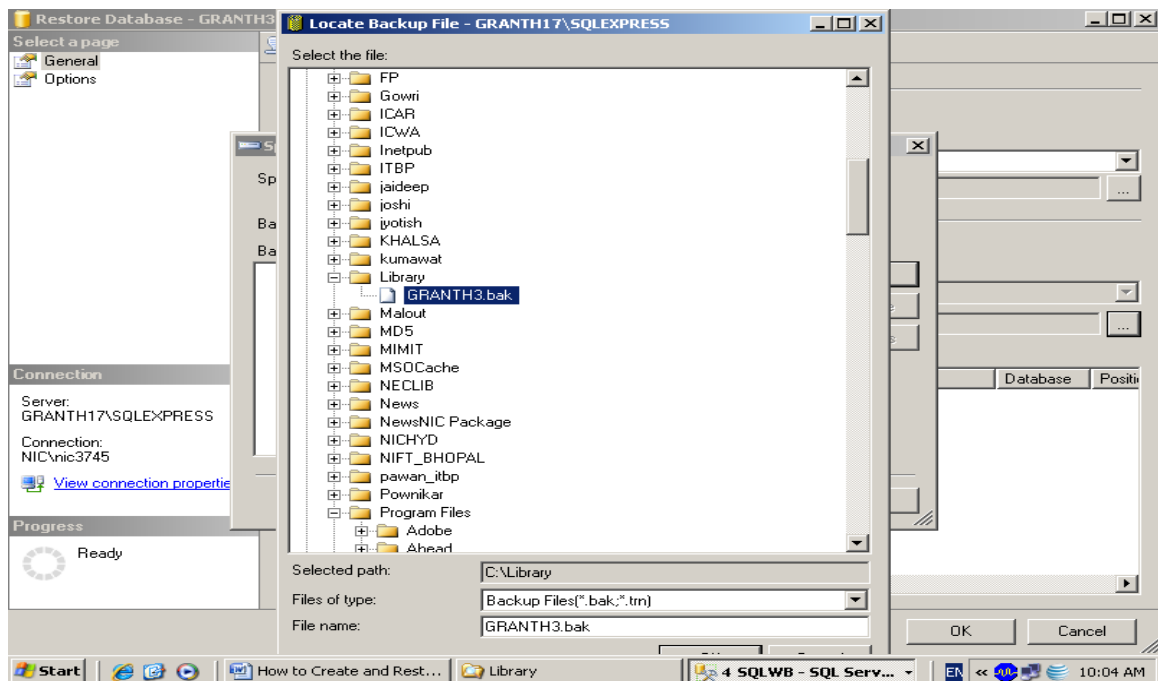 Restore Database - GRANTH3
Select a page
General
Options
Connection
Server:
GRANTH17\SQLEXPRESS
Connection:
NIC\nic3745
View connection propertie
Progress
Ready
Sp
Ba
Ba
Locate Backup File - GRANTH17\SQLEXPRESS
Select the file:
FP
Gowri
ICAR
ICWA
Inetpub
ITBP
jaideep
joshi
jyotish
KHALSA
kumawat
Library
GRANTH3.bak
Malout
MD5
MIMIT
MSOCache
NECLIB
News
NewsNIC Package
NICHYD
NIFT_BHOPAL
pawan_itbp
Pownikar
Program Files
Adobe
Ahead
Selected path:
C:\Library
Files of type:
Backup Files(*.bak;*.trn)
File name:
GRANTH3.bak
...
...
Database
Positi
OK
Cancel
Start
How to Create and Rest...
Library
4 SQLWB - SQL Serv...
EN
«
10:04 AM